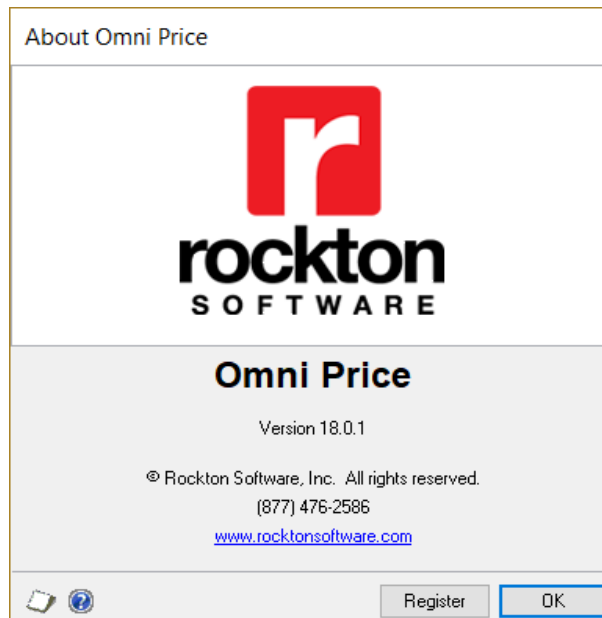 About Omni Price
r
rockton
SOFTWARE
Omni Price
Version 18.0.1
© Rockton Software, Inc. All rights reserved.
(877) 476-2586
www.rocktonsoftware.com
Register OK